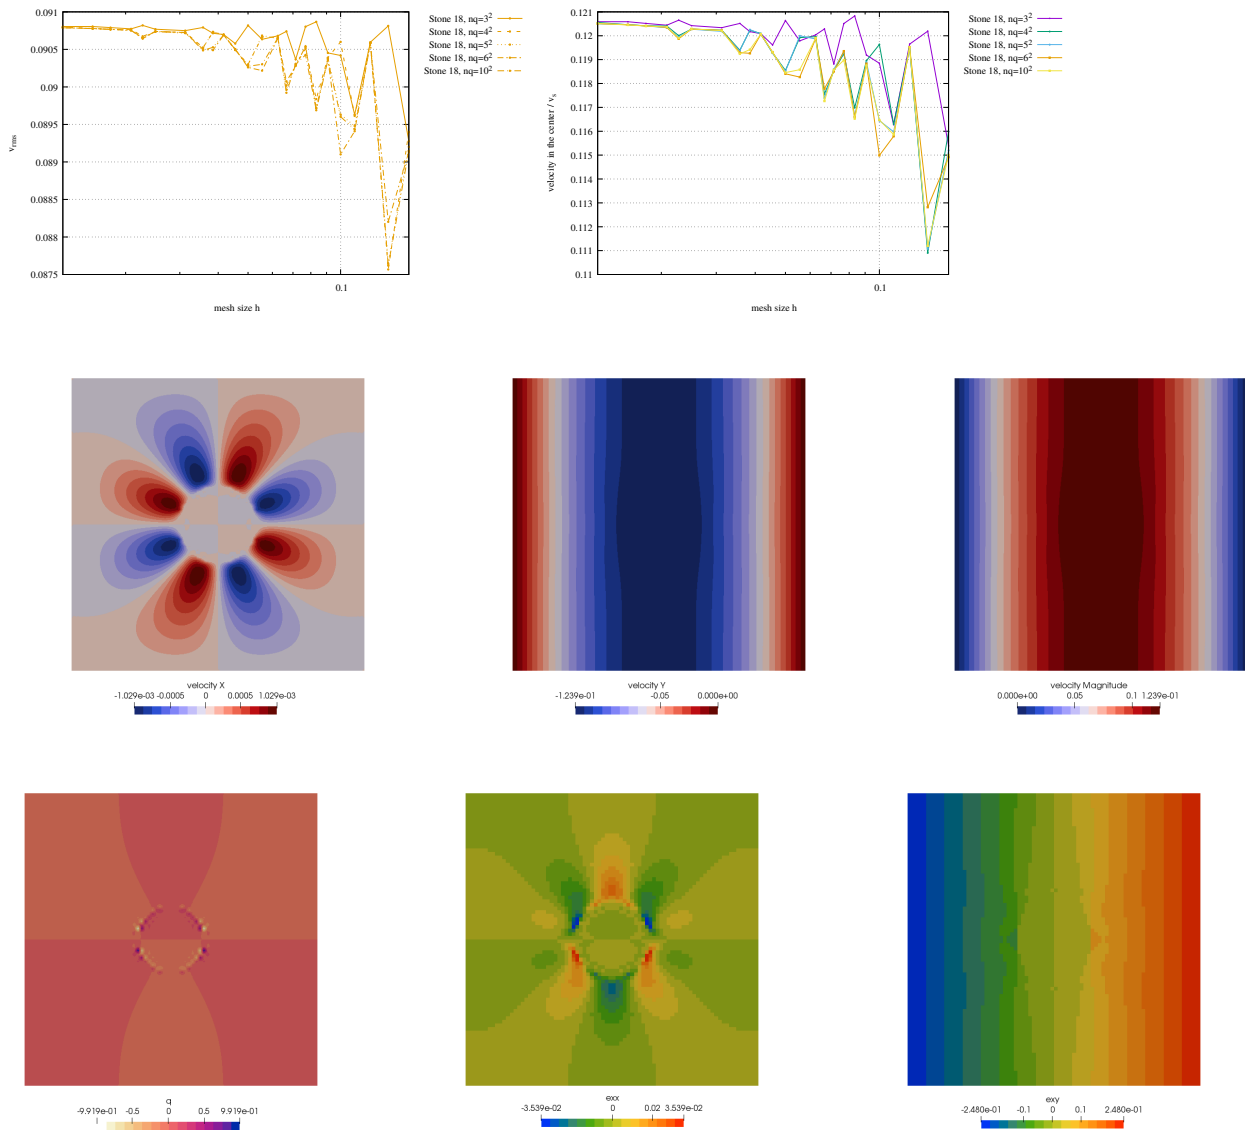 0.091
0.0905
0.09
0.0895
0.089
0.0885
0.088
0.0875
0.1
v_rms
mesh size h
Stone 18, nq=3²
Stone 18, nq=4²
Stone 18, nq=5²
Stone 18, nq=6²
Stone 18, nq=10²
0.121
0.12
0.119
0.118
0.117
0.116
0.115
0.114
0.113
0.112
0.111
0.11
0.1
velocity in the center / v_s
mesh size h
Stone 18, nq=3²
Stone 18, nq=4²
Stone 18, nq=5²
Stone 18, nq=6²
Stone 18, nq=10²
velocity X
-1.029e-03 -0.0005 0 0.0005 1.029e-03
velocity Y
-1.239e-01 -0.05 0.000e+00
velocity Magnitude
0.000e+00 0.05 0.1 1.239e-01
q
-9.919e-01 -0.5 0 0.5 9.919e-01
exx
-3.539e-02 0 0.02 3.539e-02
exy
-2.480e-01 -0.1 0 0.1 2.480e-01